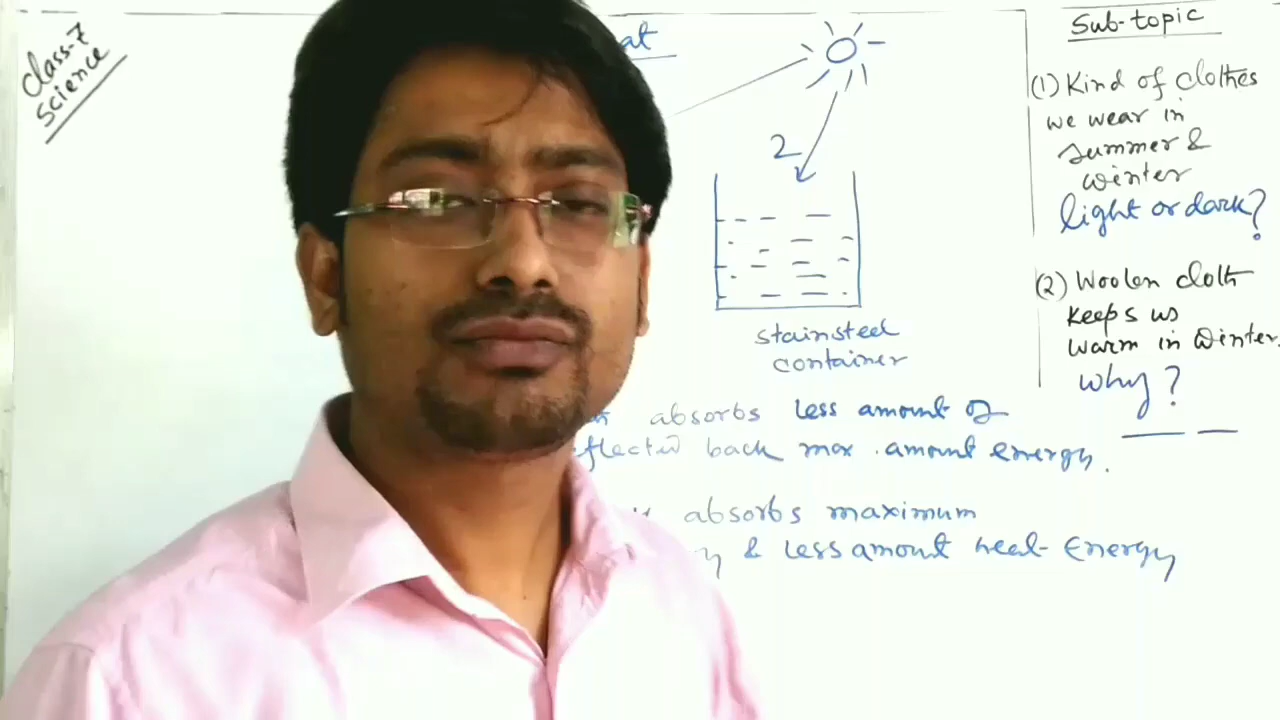 class-7
science
at
2
stainsteel
container
absorbs less amount of
eflected back max. amount energy.
absorbs maximum
y & less amount heat-Energy
Sub-topic
(1) Kind of clothes
we wear in
summer &
winter
light or dark?
(2) Woolen cloth
keeps us
warm in winter.
why?